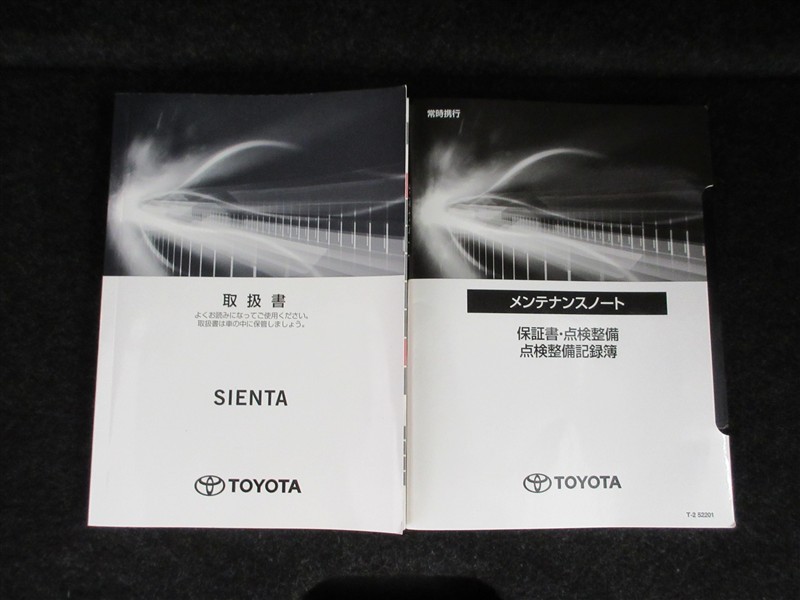 取扱書
よくお読みになってご使用ください。
取扱書は車の中に保管しましょう。
SIENTA
TOYOTA
常時携行
メンテナンスノート
保証書・点検整備
点検整備記録簿
TOYOTA
T-2 S2201